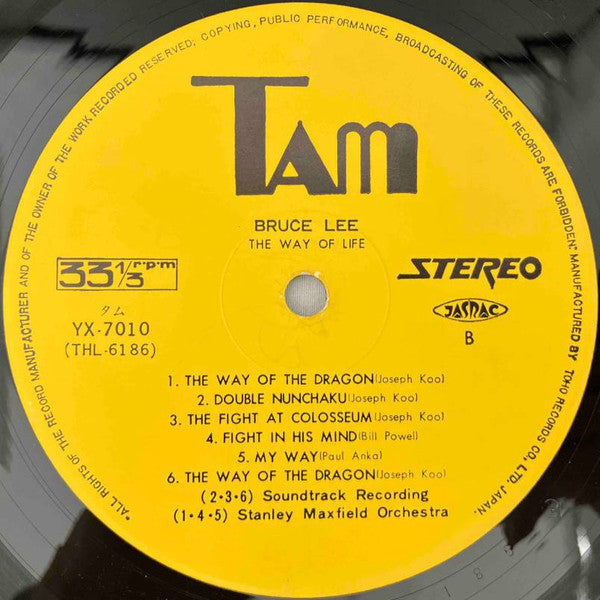 "ALL RIGHTS OF THE RECORD MANUFACTURER AND OF THE OWNER OF THE WORK RECORDED RESERVED; COPYING, PUBLIC PERFORMANCE, BROADCASTING OF THESE RECORDS ARE FORBIDDEN." MANUFACTURED BY TOHO RECORDS CO., LTD. JAPAN.
TAM
BRUCE LEE
THE WAY OF LIFE
33 1/3 r·p·m
STEREO
タム
JASRAC
YX-7010
B
(THL-6186)
1. THE WAY OF THE DRAGON(Joseph Koo)
2. DOUBLE NUNCHAKU(Joseph Koo)
3. THE FIGHT AT COLOSSEUM(Joseph Koo)
4. FIGHT IN HIS MIND(Bill Powel)
5. MY WAY(Paul Anka)
6. THE WAY OF THE DRAGON(Joseph Koo)
(2·3·6) Soundtrack Recording
(1·4·5) Stanley Maxfield Orchestra